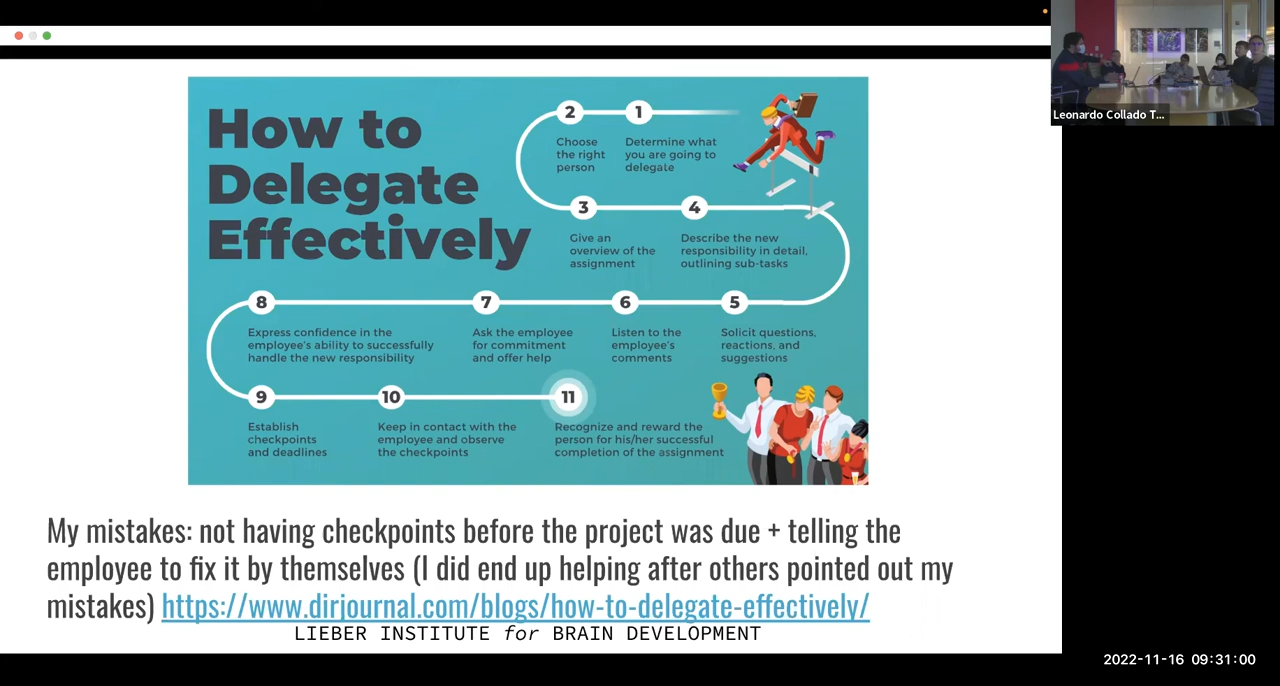 How to
Delegate
Effectively
1
Determine what
you are going to
delegate
2
Choose
the right
person
3
Give an
overview of the
assignment
4
Describe the new
responsibility in detail,
outlining sub-tasks
5
Solicit questions,
reactions, and
suggestions
6
Listen to the
employee's
comments
7
Ask the employee
for commitment
and offer help
8
Express confidence in the
employee's ability to successfully
handle the new responsibility
9
Establish
checkpoints
and deadlines
10
Keep in contact with the
employee and observe
the checkpoints
11
Recognize and reward the
person for his/her successful
completion of the assignment
My mistakes: not having checkpoints before the project was due + telling the
employee to fix it by themselves (I did end up helping after others pointed out my
mistakes) https://www.dirjournal.com/blogs/how-to-delegate-effectively/
LIEBER INSTITUTE for BRAIN DEVELOPMENT
Leonardo Collado T...
2022-11-16 09:31:00